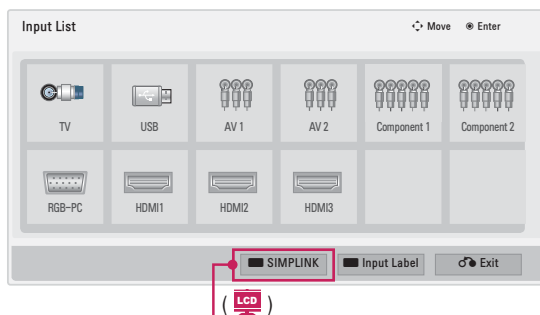 Input List
Move Enter
TV USB AV 1 AV 2 Component 1 Component 2
RGB-PC HDMI1 HDMI2 HDMI3
SIMPLINK Input Label Exit
( LCD )